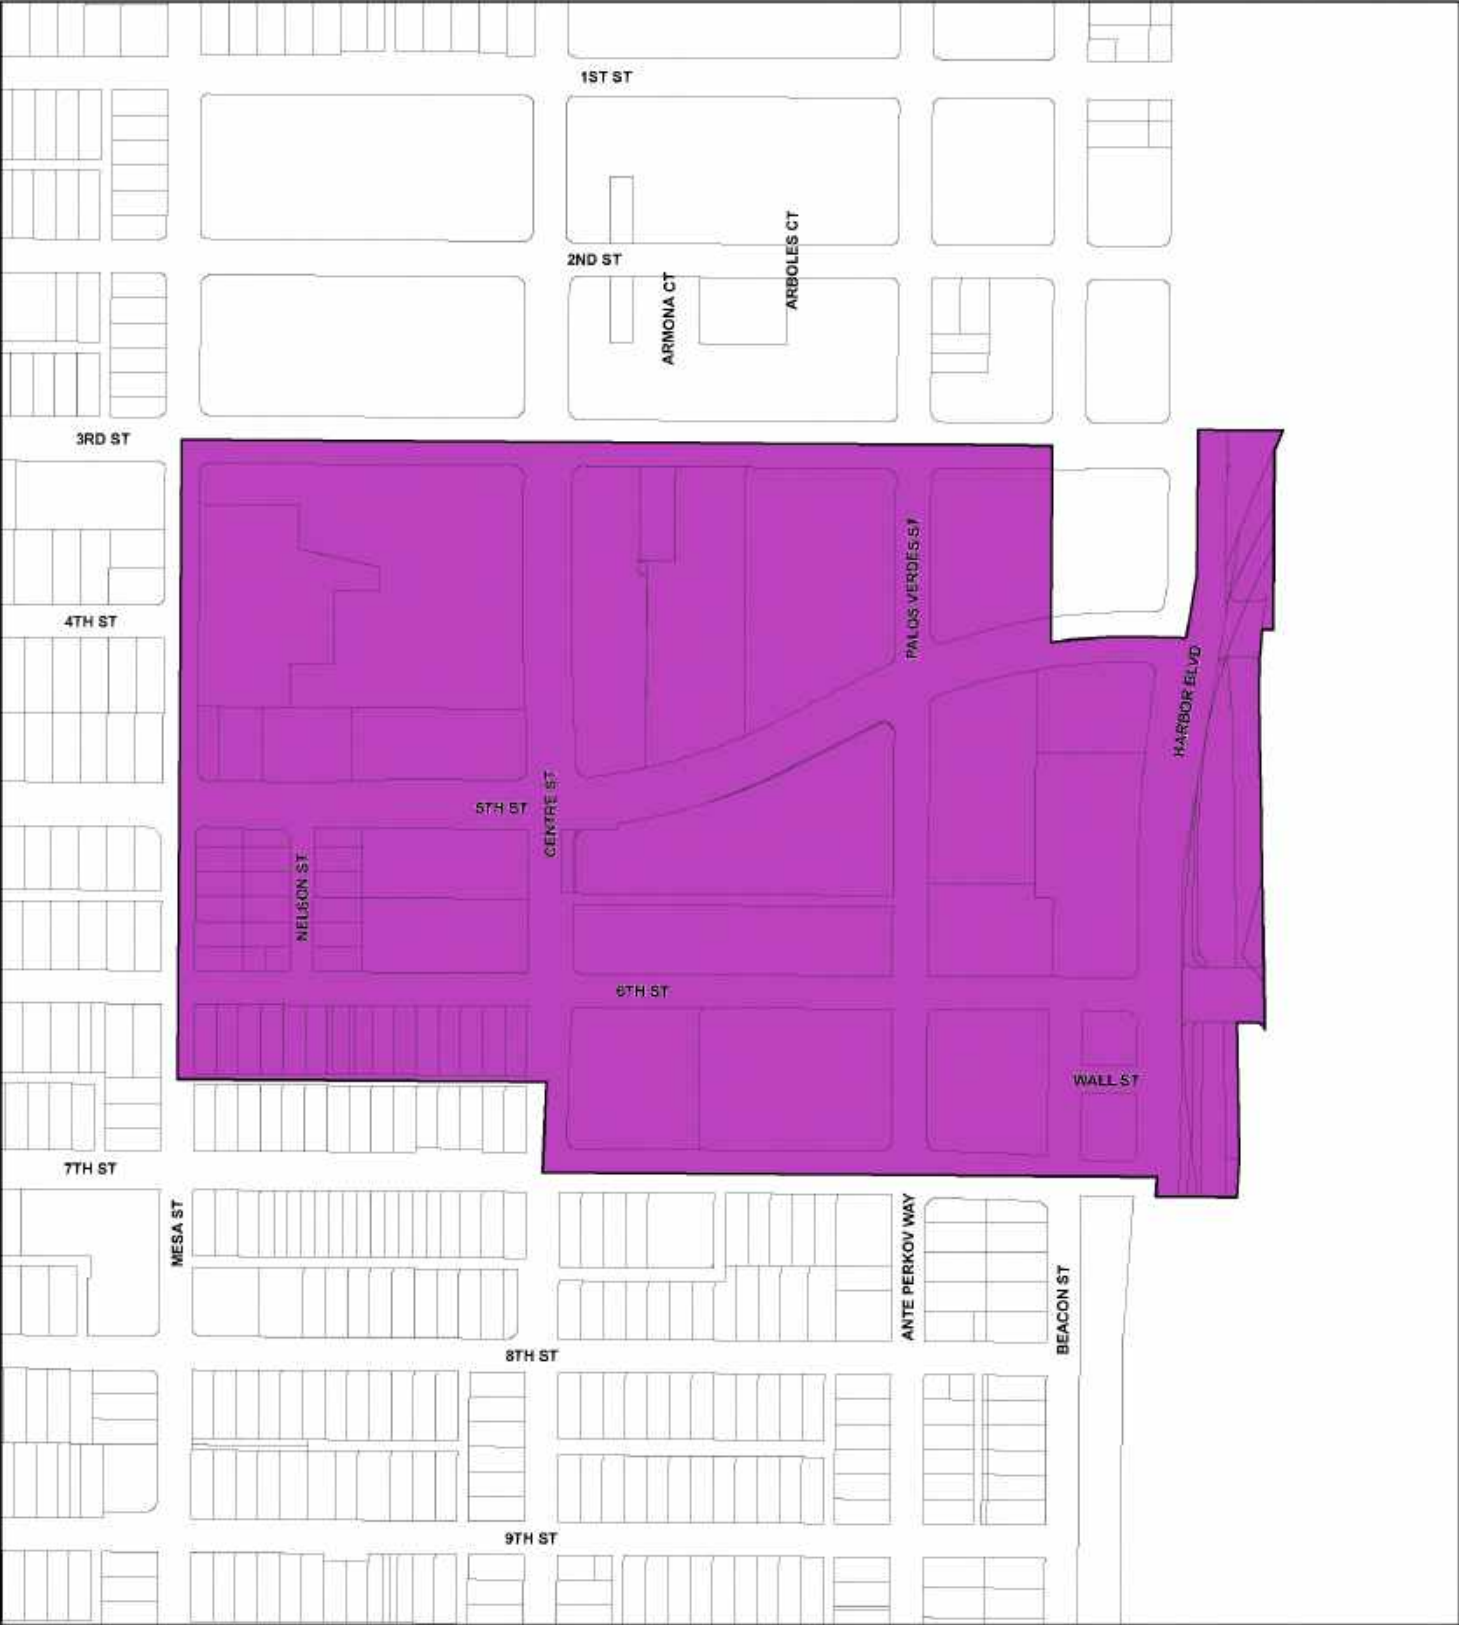 1ST ST
2ND ST
ARBOLES CT
ARMONA CT
3RD ST
4TH ST
PALOS VERDES ST
HARBOR BLVD
5TH ST
CENTRE ST
NELSON ST
6TH ST
WALL ST
7TH ST
MESA ST
ANTE PERKOV WAY
BEACON ST
8TH ST
9TH ST